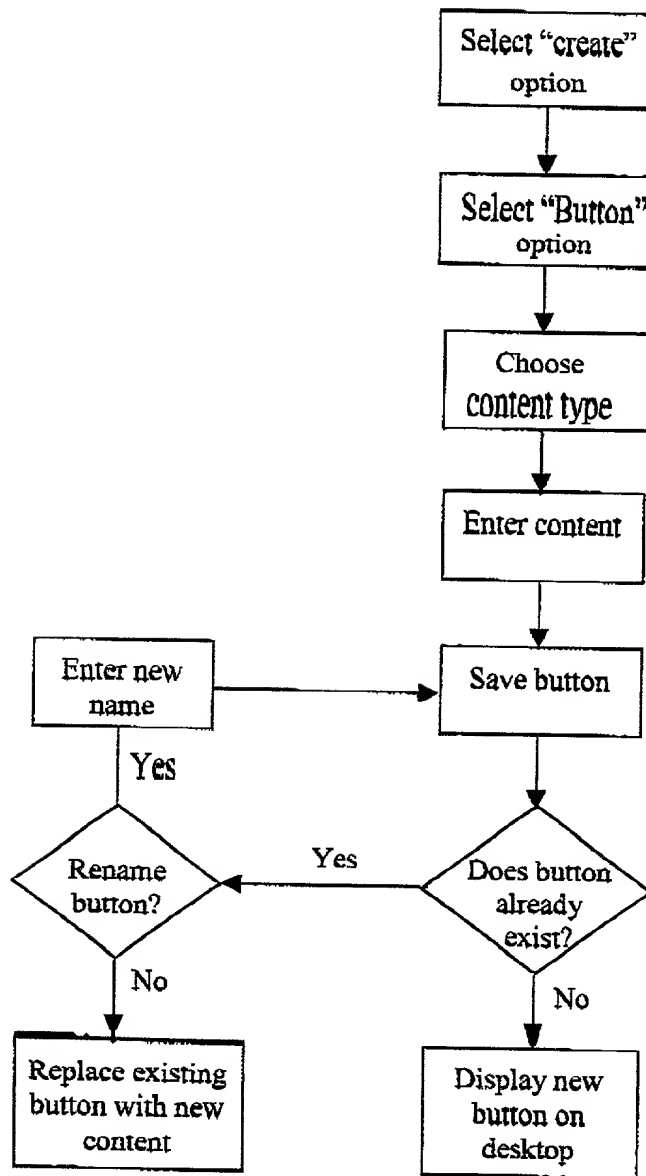 Select “create”
option
Select “Button”
option
Choose
content type
Enter content
Save button
Enter new
name
Yes
Rename
button?
Yes
Does button
already
exist?
No
No
Replace existing
button with new
content
Display new
button on
desktop